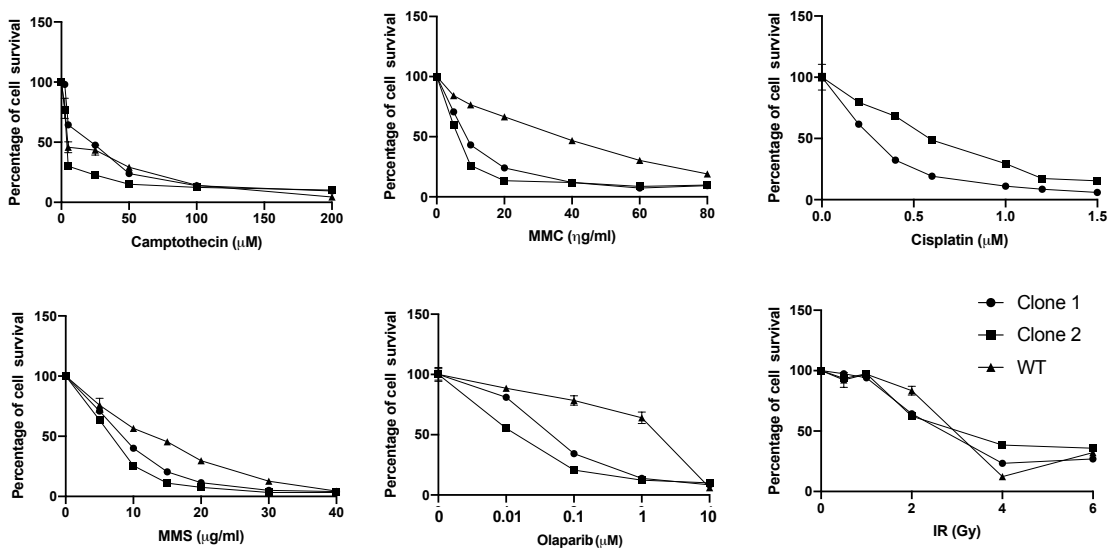 Percentage of cell survival
150
100
50
0
0 50 100 150 200
Camptothecin (μM)
Percentage of cell survival
150
100
50
0
0 20 40 60 80
MMC (ηg/ml)
Percentage of cell survival
150
100
50
0
0.0 0.5 1.0 1.5
Cisplatin (μM)
Percentage of cell survival
150
100
50
0
0 10 20 30 40
MMS (μg/ml)
Percentage of cell survival
150
100
50
0
0 0.01 0.1 1 10
Olaparib (μM)
Percentage of cell survival
150
100
50
0
0 2 4 6
IR (Gy)
Clone 1
Clone 2
WT